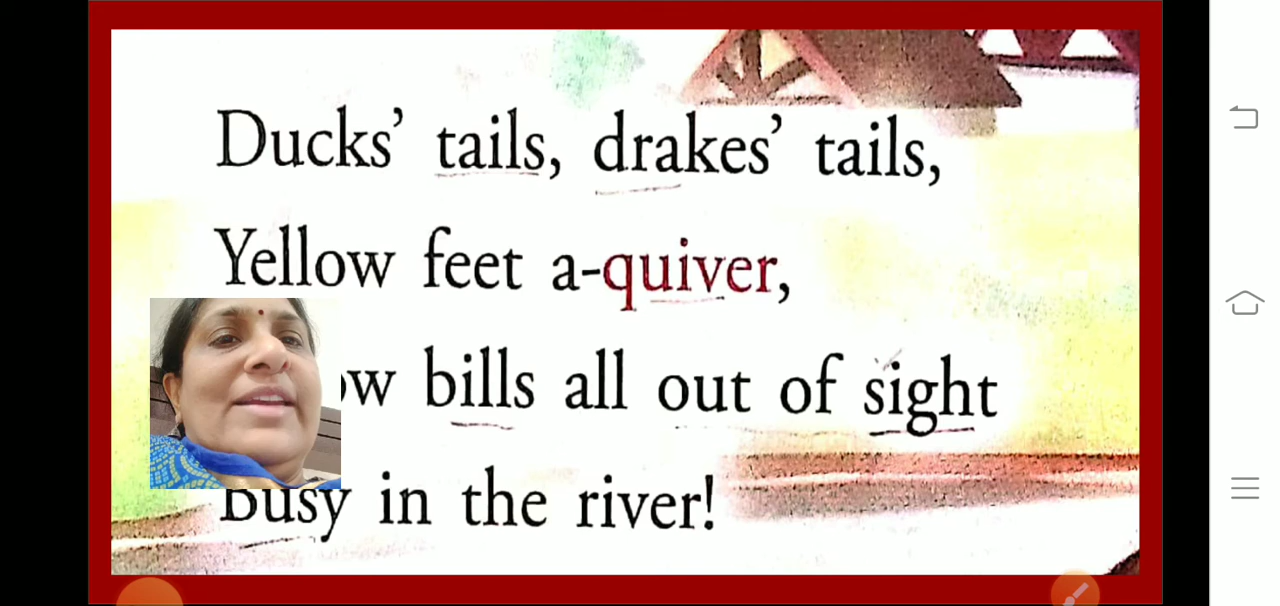 Ducks’ tails, drakes’ tails,
Yellow feet a-quiver,
bills all out of sight
Busy in the river!